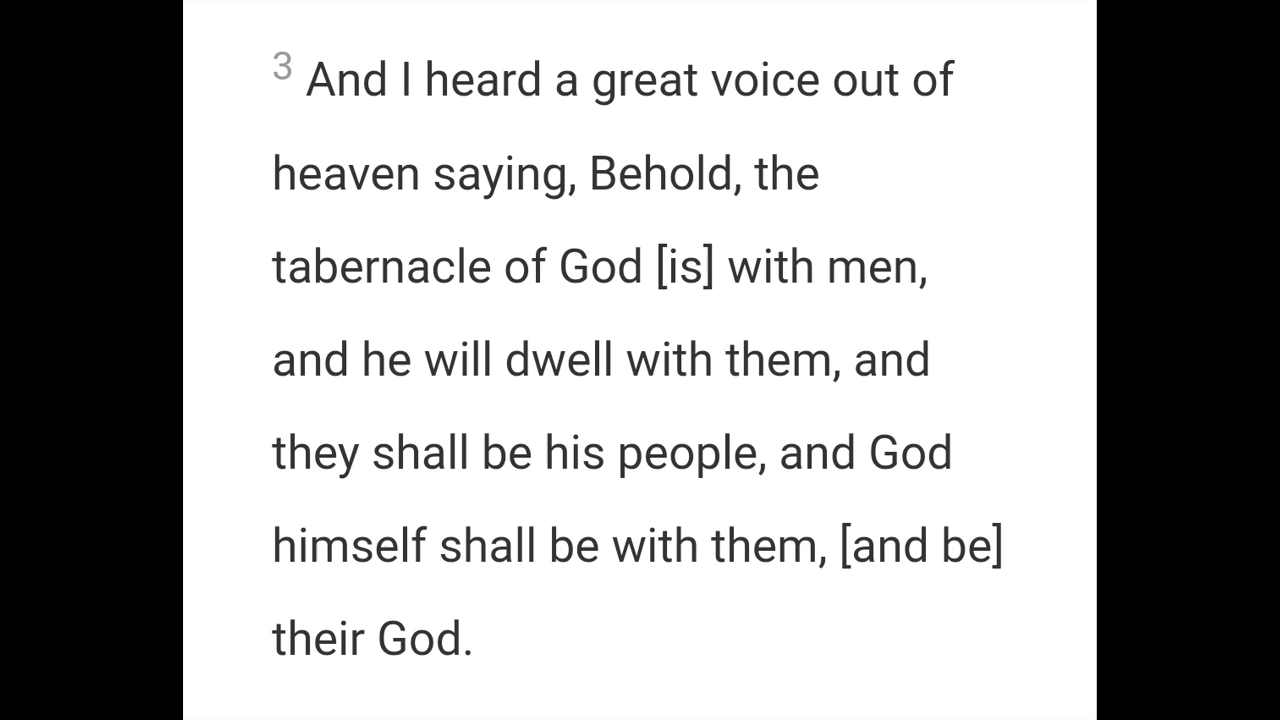 3 And I heard a great voice out of
heaven saying, Behold, the
tabernacle of God [is] with men,
and he will dwell with them, and
they shall be his people, and God
himself shall be with them, [and be]
their God.